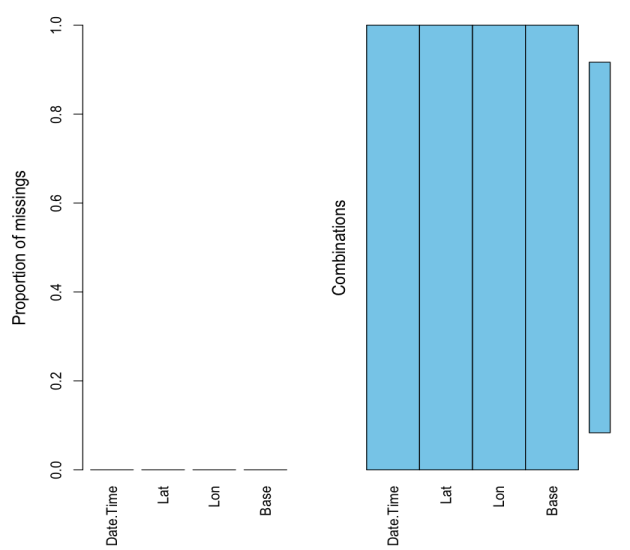 Proportion of missings
1.0
0.8
0.6
0.4
0.2
0.0
Date.Time
Lat
Lon
Base
Combinations
Date.Time
Lat
Lon
Base